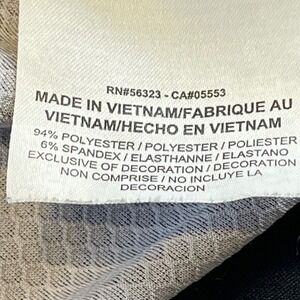 RN#56323 - CA#05553
MADE IN VIETNAM/FABRIQUE AU
VIETNAM/HECHO EN VIETNAM
94% POLYESTER / POLYESTER / POLIESTER
6% SPANDEX / ELASTHANNE / ELASTANO
EXCLUSIVE OF DECORATION / DECORATION
NON COMPRISE / NO INCLUYE LA
DECORACION